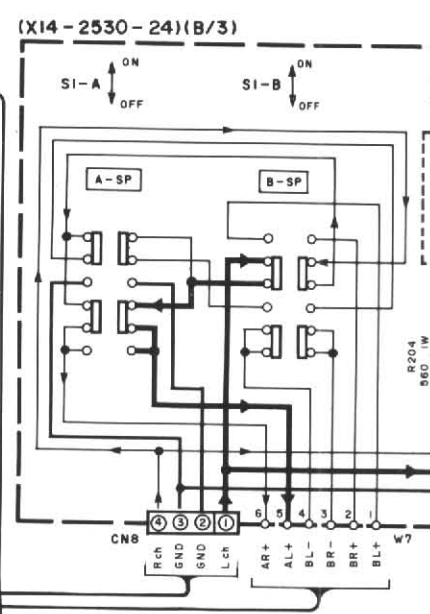 (X14-2530-24)(B/3)
ON
S1-A
OFF
ON
S1-B
OFF
A-SP
B-SP
R204
560 1W
CN8
4 3 2 1
Rch
GND
GND
Lch
6 5 4 3 2 1
W7
AR+
AL+
BL-
BR-
BR+
BL+